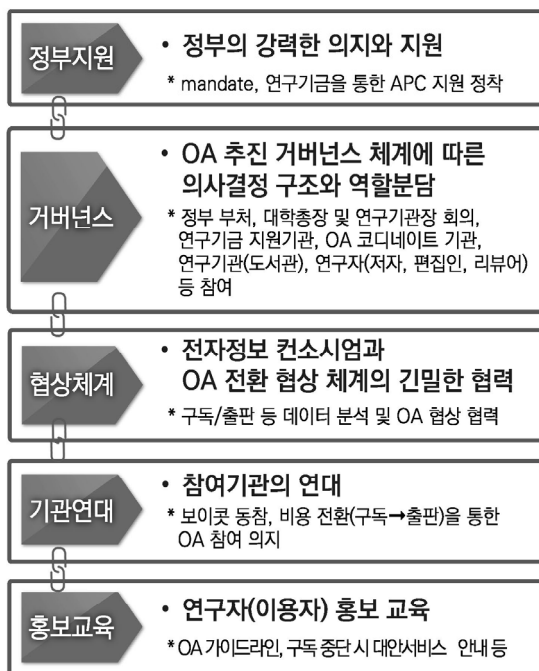 정부지원
• 정부의 강력한 의지와 지원
* mandate, 연구기금을 통한 APC 지원 정착
거버넌스
• OA 추진 거버넌스 체계에 따른
의사결정 구조와 역할분담
* 정부 부처, 대학총장 및 연구기관장 회의,
연구기금 지원기관, OA 코디네이트 기관,
연구기관(도서관), 연구자(저자, 편집인, 리뷰어)
등 참여
협상체계
• 전자정보 컨소시엄과
OA 전환 협상 체계의 긴밀한 협력
* 구독/출판 등 데이터 분석 및 OA 협상 협력
기관연대
• 참여기관의 연대
* 보이콧 동참, 비용 전환(구독➞출판)을 통한
OA 참여 의지
홍보교육
• 연구자(이용자) 홍보 교육
* OA 가이드라인, 구독 중단 시 대안서비스 안내 등